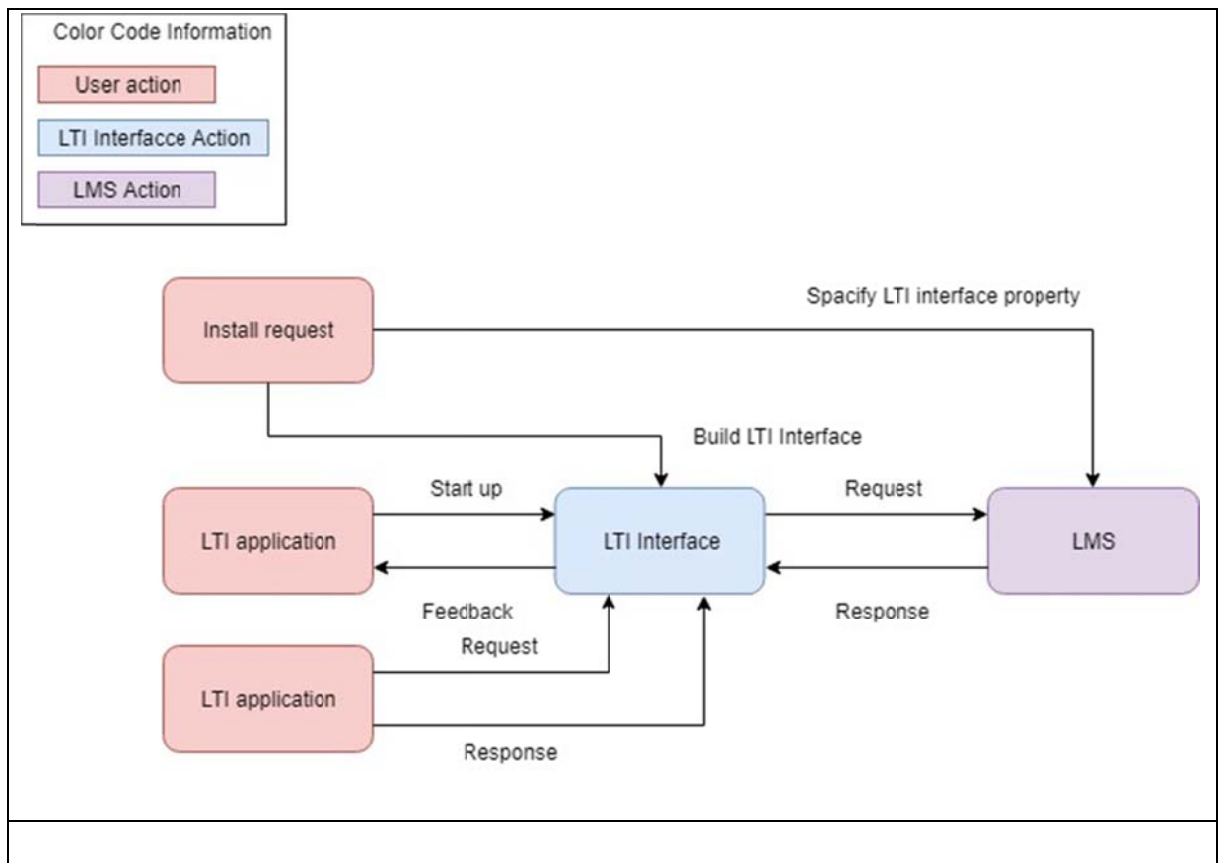 Color Code Information
User action
LTI Interfacce Action
LMS Action
Install request
Spacify LTI interface property
Build LTI Interface
LTI application
Start up
Feedback
LTI Interface
Request
Response
LMS
LTI application
Request
Response